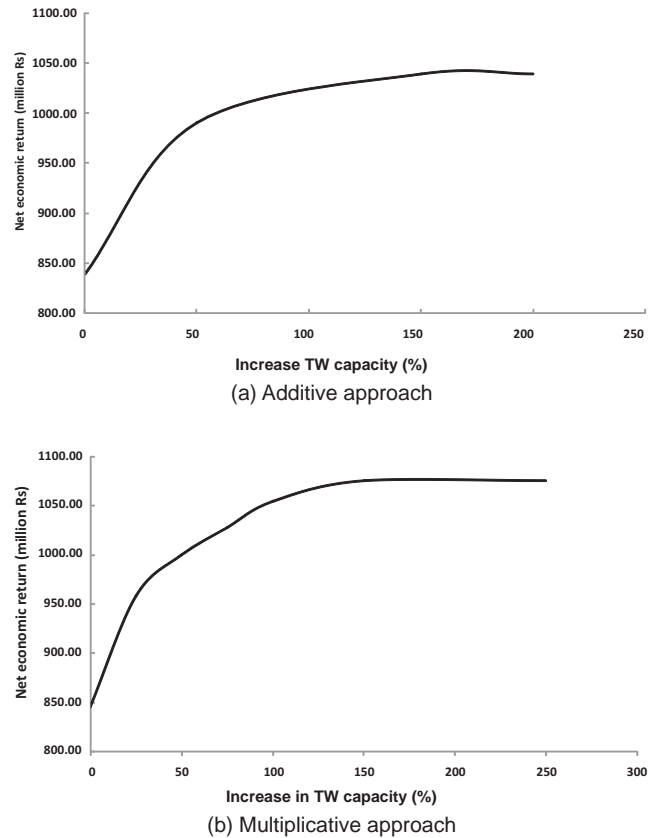 Net economic return (million Rs)
1100.00
1050.00
1000.00
950.00
900.00
850.00
800.00
0 50 100 150 200 250
Increase TW capacity (%)
(a) Additive approach
Net economic return (million Rs)
1100.00
1050.00
1000.00
950.00
900.00
850.00
800.00
0 50 100 150 200 250 300
Increase in TW capacity (%)
(b) Multiplicative approach